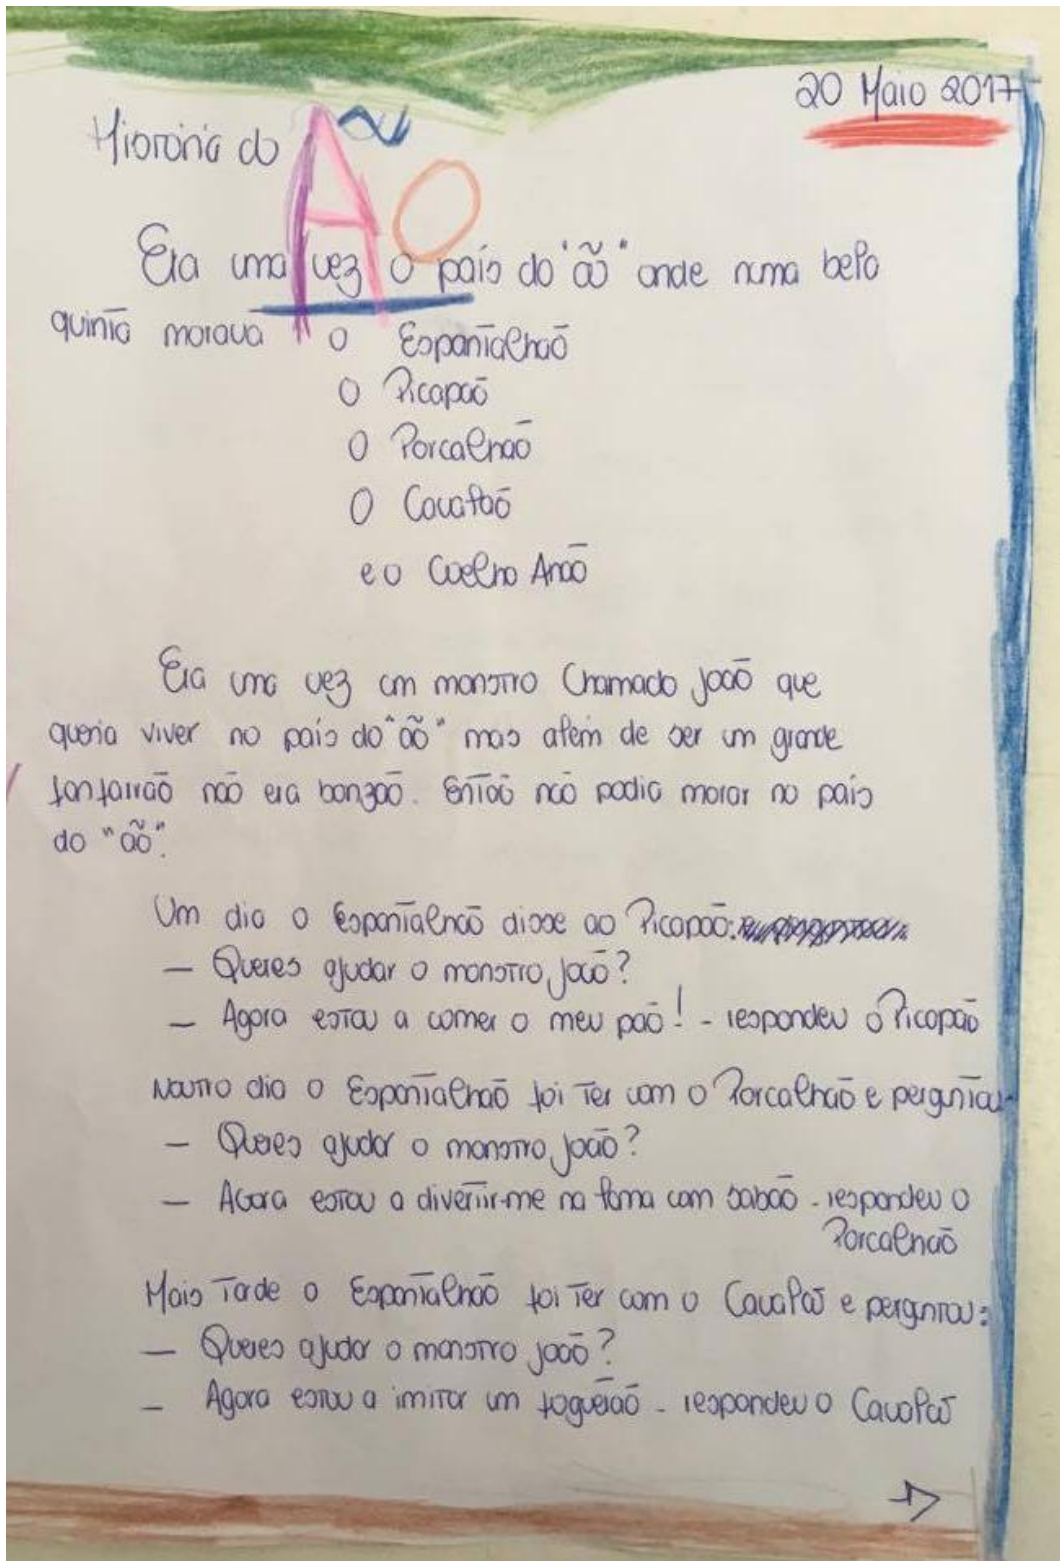 20 Maio 2017
História do ÃO
Era uma vez o país do "ão" onde numa bela
quinta morava o Espantalhão
o Picapão
o Porcalhão
o Cavalão
e o Coelho Anão
Era uma vez um monstro Chamado João que
queria viver no país do "ão" mas além de ser um grande
fanfarrão não era bonzão. Então não podia morar no país
do "ão".
Um dia o Espantalhão disse ao Picapão:
— Queres ajudar o monstro João?
— Agora estou a comer o meu pão! - respondeu o Picapão
Noutro dia o Espantalhão foi ter com o Porcalhão e perguntou
— Queres ajudar o monstro João?
— Agora estou a divertir-me na lama com sabão - respondeu o
Porcalhão
Mais tarde o Espantalhão foi ter com o Cavalão e perguntou:
— Queres ajudar o monstro João?
— Agora estou a imitar um foguetão - respondeu o Cavalão